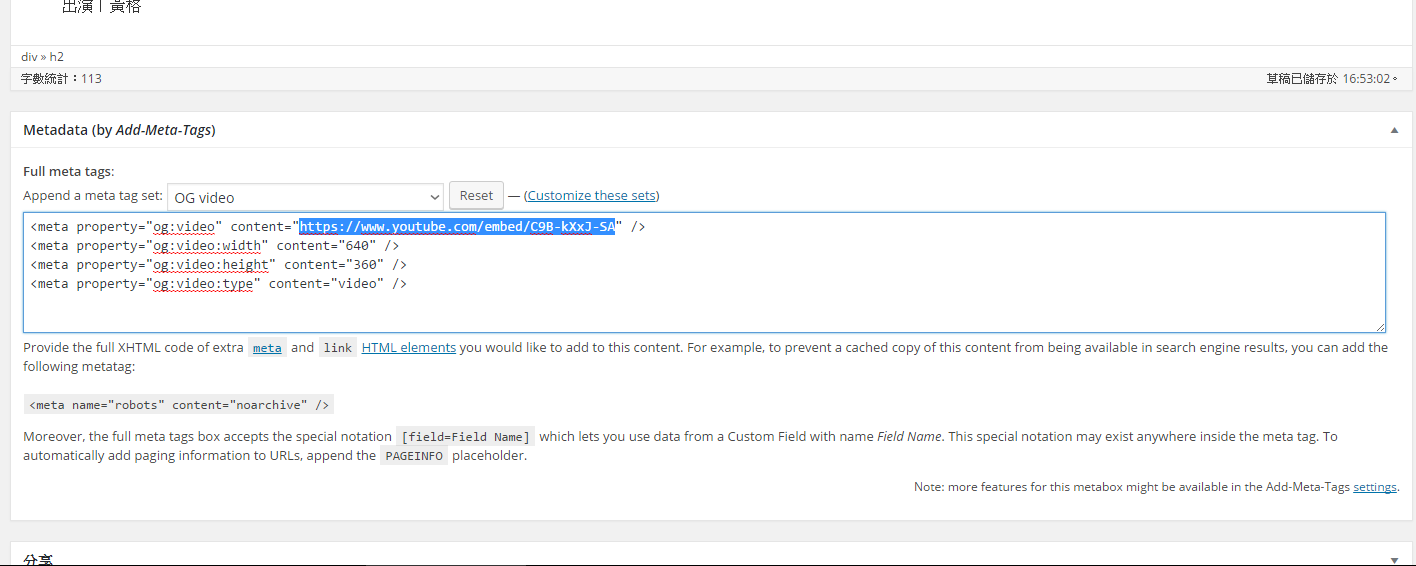 出演｜黃格
div » h2
字數統計：113
草稿已儲存於 16:53:02。
Metadata (by Add-Meta-Tags)
Full meta tags:
Append a meta tag set: OG video Reset — (Customize these sets)
<meta property="og:video" content="https://www.youtube.com/embed/C9B-kXxJ-SA" />
<meta property="og:video:width" content="640" />
<meta property="og:video:height" content="360" />
<meta property="og:video:type" content="video" />
Provide the full XHTML code of extra meta and link HTML elements you would like to add to this content. For example, to prevent a cached copy of this content from being available in search engine results, you can add the
following metatag:
<meta name="robots" content="noarchive" />
Moreover, the full meta tags box accepts the special notation [field=Field Name] which lets you use data from a Custom Field with name Field Name. This special notation may exist anywhere inside the meta tag. To
automatically add paging information to URLs, append the PAGEINFO placeholder.
Note: more features for this metabox might be available in the Add-Meta-Tags settings.
分享